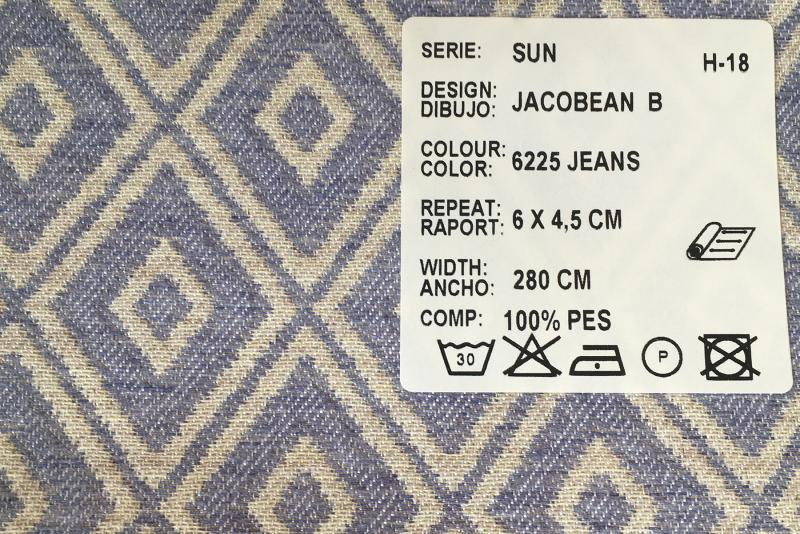 SERIE: SUN H-18
DESIGN:
DIBUJO: JACOBEAN B
COLOUR:
COLOR: 6225 JEANS
REPEAT:
RAPORT: 6 X 4,5 CM
WIDTH:
ANCHO: 280 CM
COMP: 100% PES
30 P